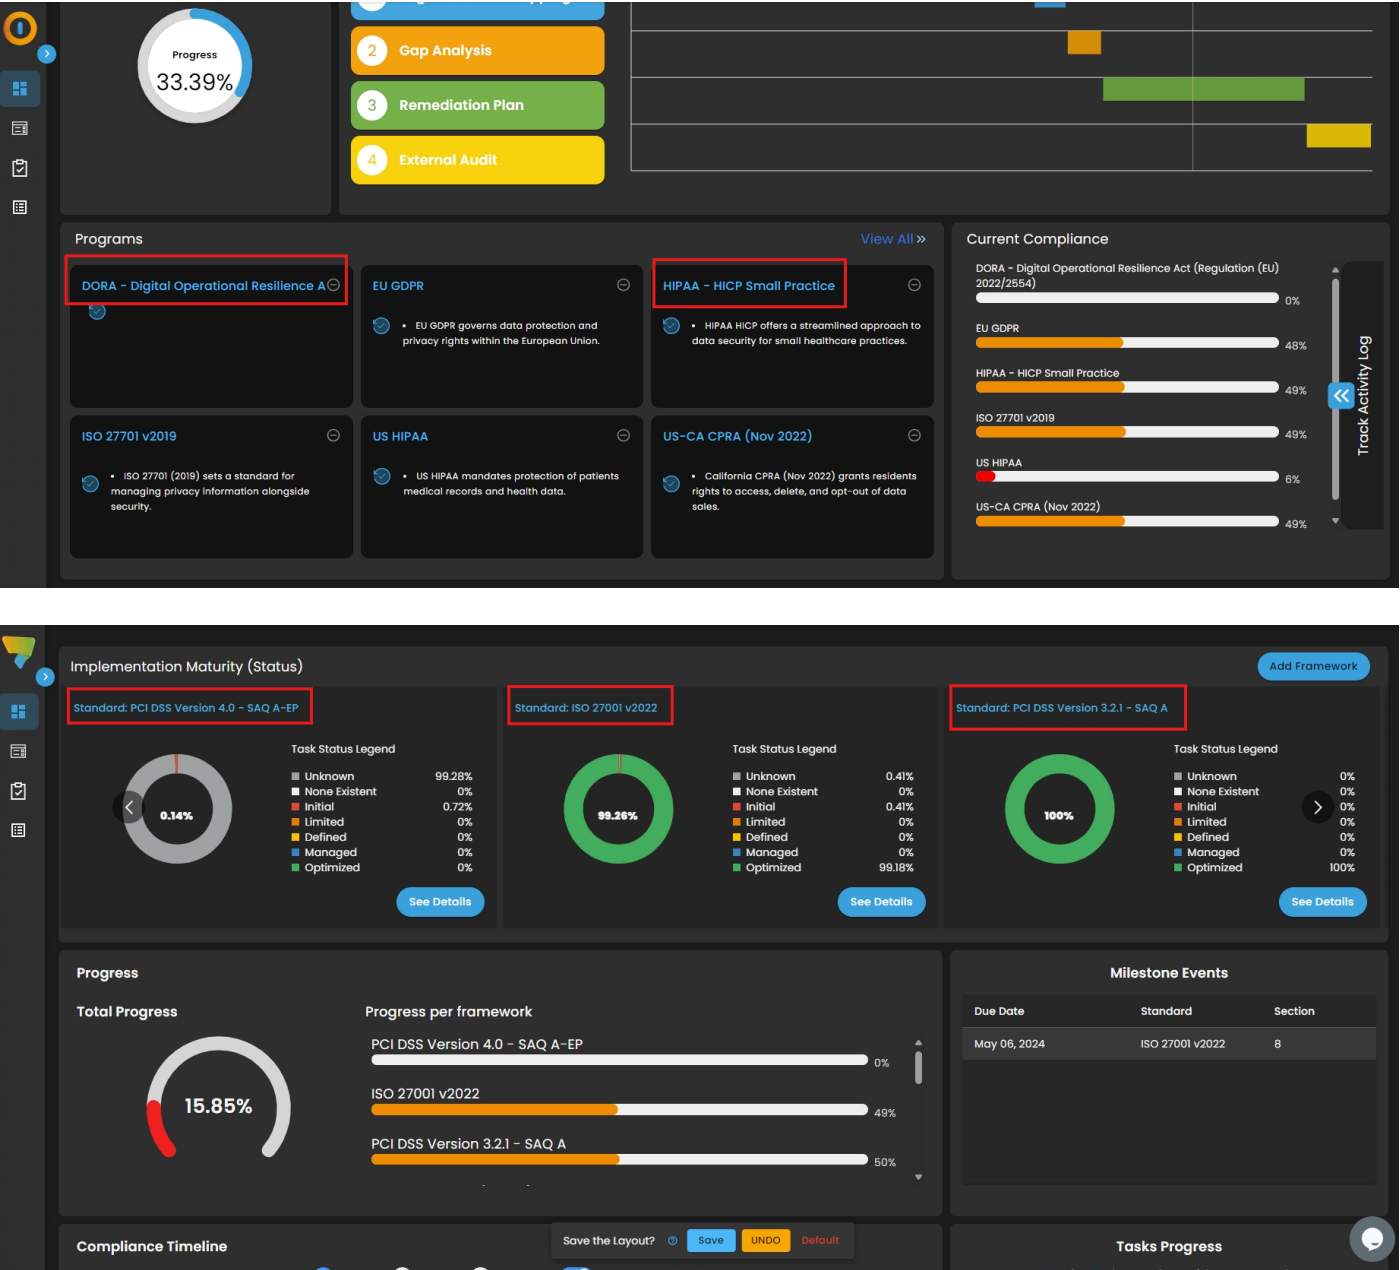 Progress
33.39%
2 Gap Analysis
3 Remediation Plan
4 External Audit
Programs
View All »
DORA - Digital Operational Resilience A
EU GDPR
• EU GDPR governs data protection and
privacy rights within the European Union.
HIPAA - HICP Small Practice
• HIPAA HICP offers a streamlined approach to
data security for small healthcare practices.
ISO 27701 v2019
• ISO 27701 (2019) sets a standard for
managing privacy information alongside
security.
US HIPAA
• US HIPAA mandates protection of patients
medical records and health data.
US-CA CPRA (Nov 2022)
• California CPRA (Nov 2022) grants residents
rights to access, delete, and opt-out of data
sales.
Current Compliance
DORA - Digital Operational Resilience Act (Regulation (EU)
2022/2554)
0%
EU GDPR
48%
HIPAA - HICP Small Practice
49%
ISO 27701 v2019
49%
US HIPAA
6%
US-CA CPRA (Nov 2022)
49%
Track Activity Log
Implementation Maturity (Status)
Add Framework
Standard: PCI DSS Version 4.0 - SAQ A-EP
0.14%
Task Status Legend
Unknown 99.28%
None Existent 0%
Initial 0.72%
Limited 0%
Defined 0%
Managed 0%
Optimized 0%
See Details
Standard: ISO 27001 v2022
99.26%
Task Status Legend
Unknown 0.41%
None Existent 0%
Initial 0.41%
Limited 0%
Defined 0%
Managed 0%
Optimized 99.18%
See Details
Standard: PCI DSS Version 3.2.1 - SAQ A
100%
Task Status Legend
Unknown 0%
None Existent 0%
Initial 0%
Limited 0%
Defined 0%
Managed 0%
Optimized 100%
See Details
Progress
Total Progress
15.85%
Progress per framework
PCI DSS Version 4.0 - SAQ A-EP
0%
ISO 27001 v2022
49%
PCI DSS Version 3.2.1 - SAQ A
50%
Milestone Events
Due Date Standard Section
May 06, 2024 ISO 27001 v2022 8
Compliance Timeline
Save the Layout? Save UNDO Default
Tasks Progress